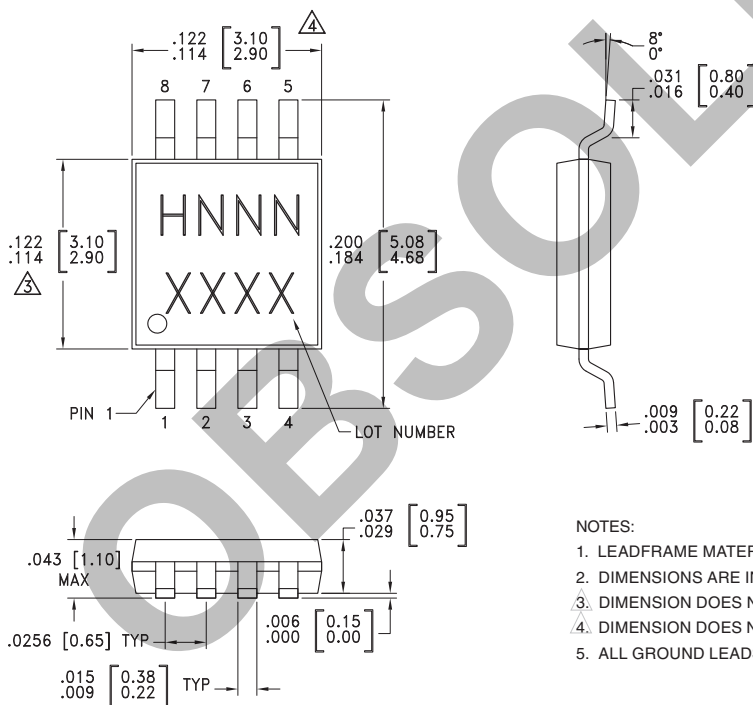 .122 [3.10]
.114 [2.90]
4
8 7 6 5
HNNN
XXXX
.122 [3.10]
.114 [2.90]
3
.200 [5.08]
.184 [4.68]
PIN 1
1 2 3 4
LOT NUMBER
8°
0°
.031 [0.80]
.016 [0.40]
.009 [0.22]
.003 [0.08]
.037 [0.95]
.029 [0.75]
.043 [1.10]
MAX
.006 [0.15]
.000 [0.00]
.0256 [0.65] TYP
.015 [0.38]
.009 [0.22]
TYP
NOTES:
1. LEADFRAME
2. DIMENSIONS ARE
3. DIMENSION DOES
4. DIMENSION DOES
5. ALL GROUND